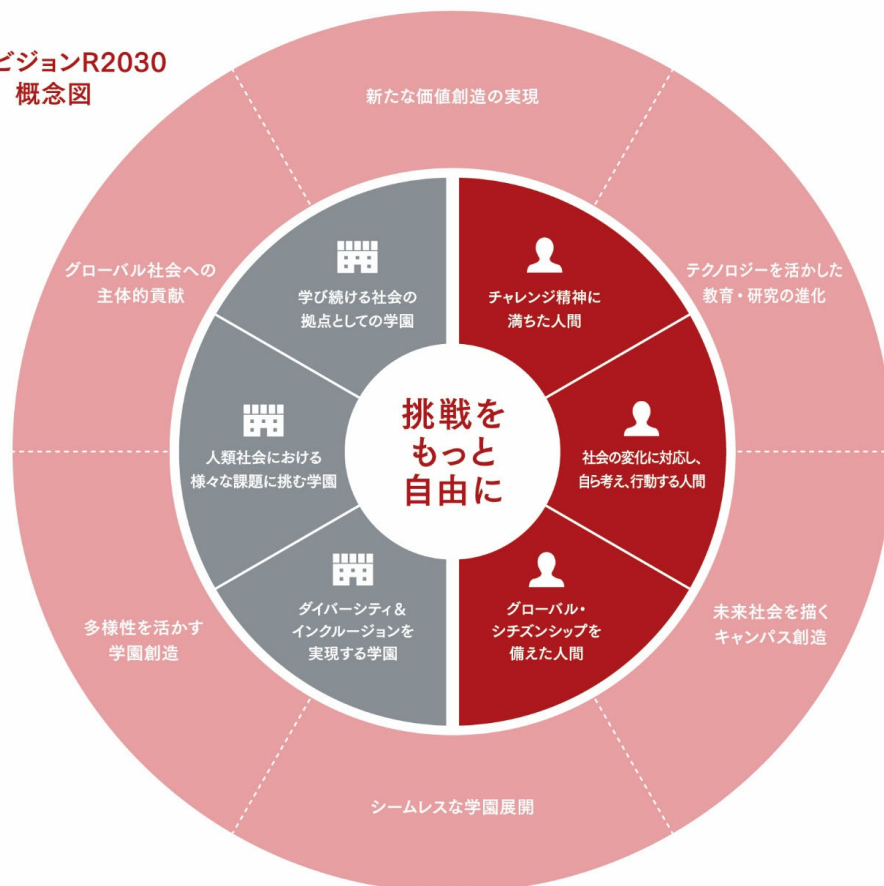 ビジョンR2030
概念図
新たな価値創造の実現
グローバル社会への
主体的貢献
テクノロジーを活かした
教育・研究の進化
学び続ける社会の
拠点としての学園
チャレンジ精神に
満ちた人間
挑戦を
もっと
自由に
人類社会における
様々な課題に挑む学園
社会の変化に対応し、
自ら考え、行動する人間
ダイバーシティ&
インクルージョンを
実現する学園
グローバル・
シチズンシップを
備えた人間
多様性を活かす
学園創造
未来社会を描く
キャンパス創造
シームレスな学園展開